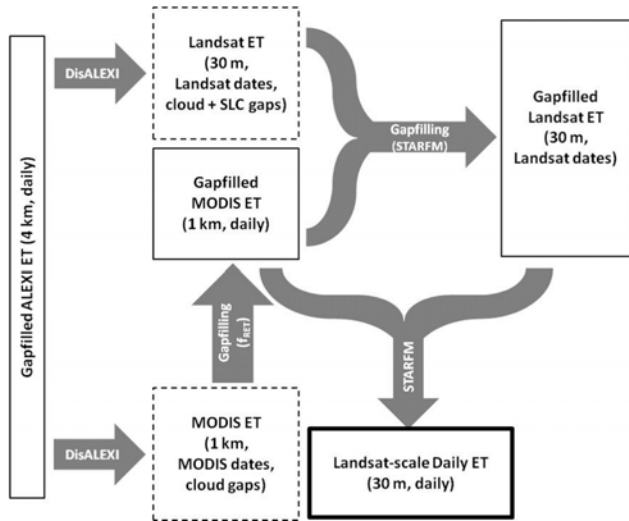 Gapfilled ALEXI ET (4 km, daily)
DisALEXI
Landsat ET
(30 m,
Landsat dates,
cloud + SLC gaps)
Gapfilled
MODIS ET
(1 km, daily)
Gapfilling
(STARFM)
Gapfilled
Landsat ET
(30 m,
Landsat dates)
Gapfilling
(fRET)
STARFM
DisALEXI
MODIS ET
(1 km,
MODIS dates,
cloud gaps)
Landsat-scale Daily ET
(30 m, daily)